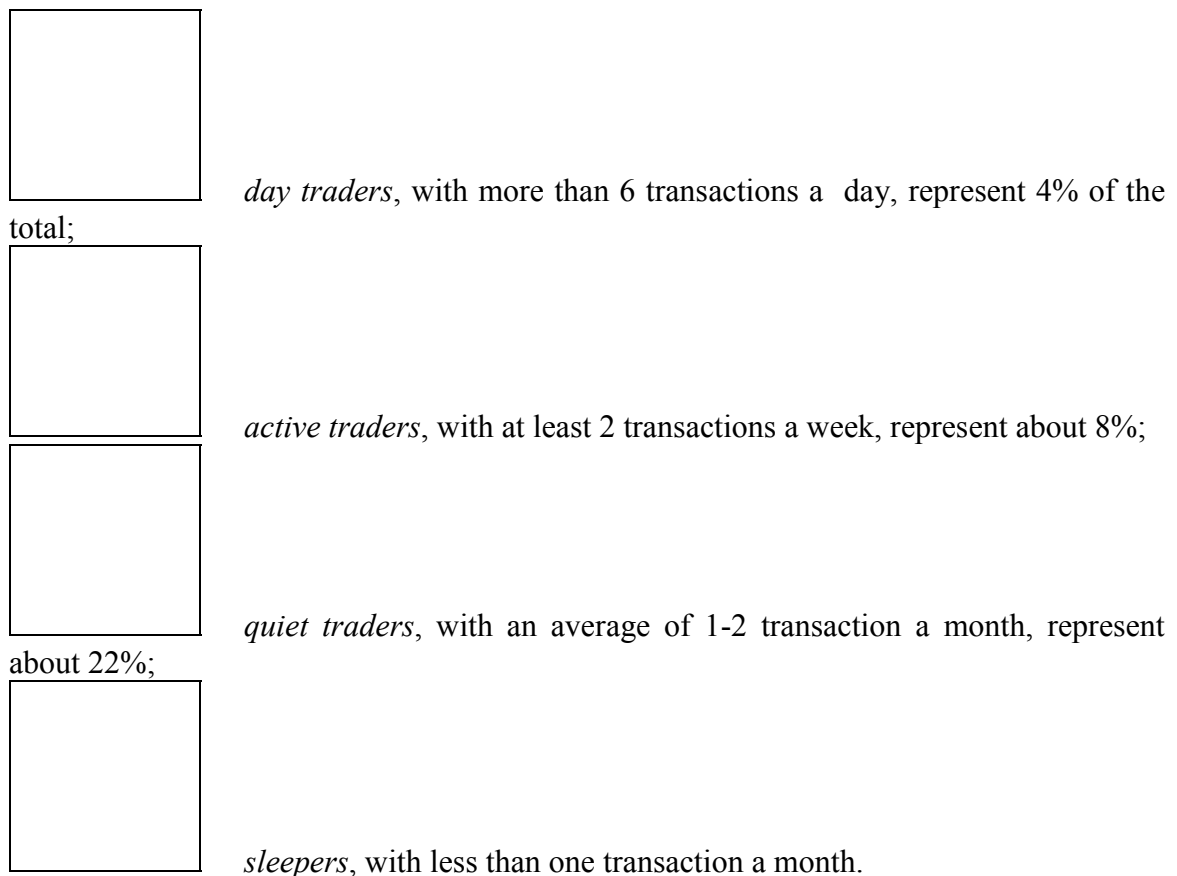 day traders, with more than 6 transactions a day, represent 4% of the
total;
active traders, with at least 2 transactions a week, represent about 8%;
quiet traders, with an average of 1-2 transaction a month, represent
about 22%;
sleepers, with less than one transaction a month.